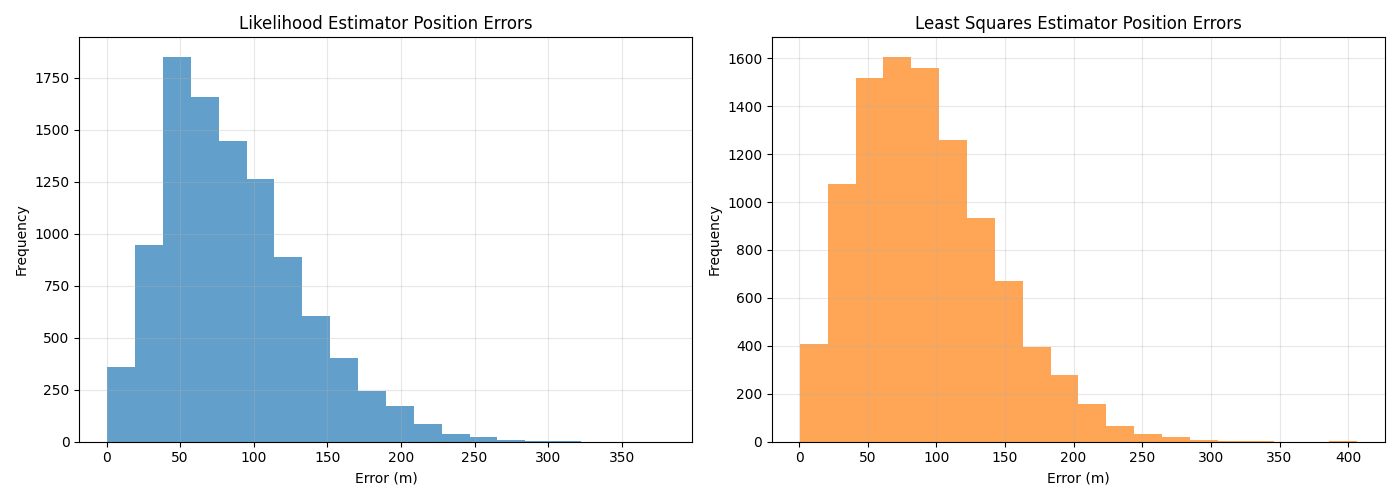 Likelihood Estimator Position Errors
Frequency
1750
1500
1250
1000
750
500
250
0
0 50 100 150 200 250 300 350
Error (m)
Least Squares Estimator Position Errors
Frequency
1600
1400
1200
1000
800
600
400
200
0
0 50 100 150 200 250 300 350 400
Error (m)